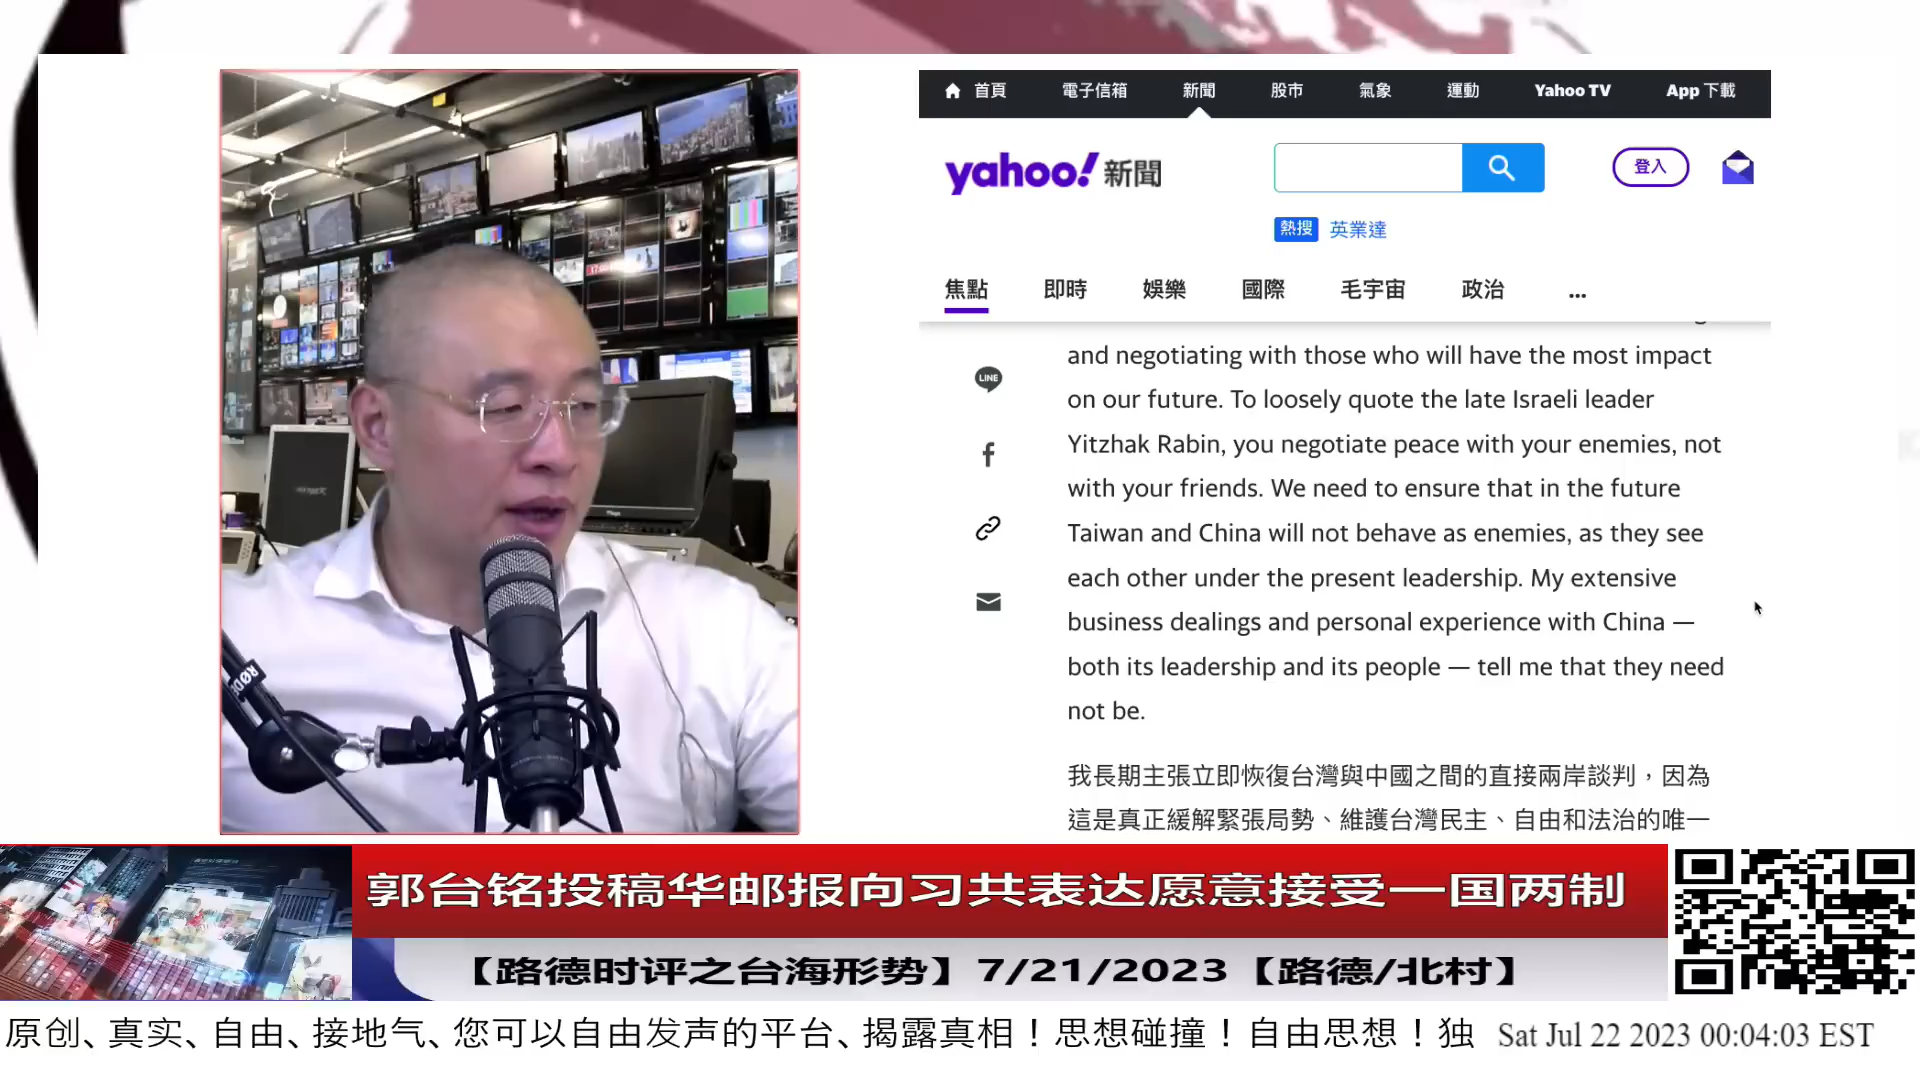 首頁 電子信箱 新聞 股市 氣象 運動 Yahoo TV App 下載
yahoo! 新聞
登入
熱搜 英業達
焦點 即時 娛樂 國際 毛宇宙 政治 ...
LINE
and negotiating with those who will have the most impact
on our future. To loosely quote the late Israeli leader
Yitzhak Rabin, you negotiate peace with your enemies, not
with your friends. We need to ensure that in the future
Taiwan and China will not behave as enemies, as they see
each other under the present leadership. My extensive
business dealings and personal experience with China —
both its leadership and its people — tell me that they need
not be.
我長期主張立即恢復台灣與中國之間的直接兩岸談判，因為
這是真正緩解緊張局勢、維護台灣民主、自由和法治的唯一
RØDE
郭台铭投稿华邮报向习共表达愿意接受一国两制
【路德时评之台海形势】7/21/2023【路德/北村】
原创、真实、自由、接地气、您可以自由发声的平台、揭露真相！思想碰撞！自由思想！独
Sat Jul 22 2023 00:04:03 EST